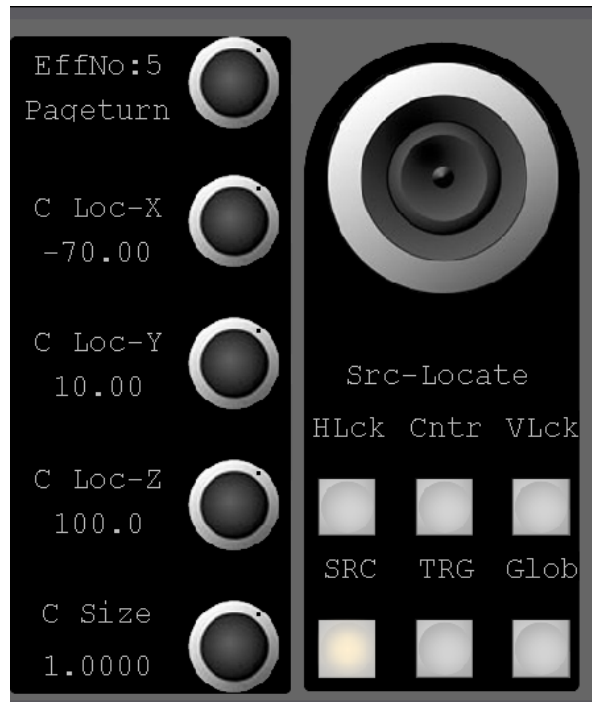 EffNo:5
Pageturn
C Loc-X
-70.00
C Loc-Y
10.00
C Loc-Z
100.0
C Size
1.0000
Src-Locate
HLck Cntr VLck
SRC TRG Glob